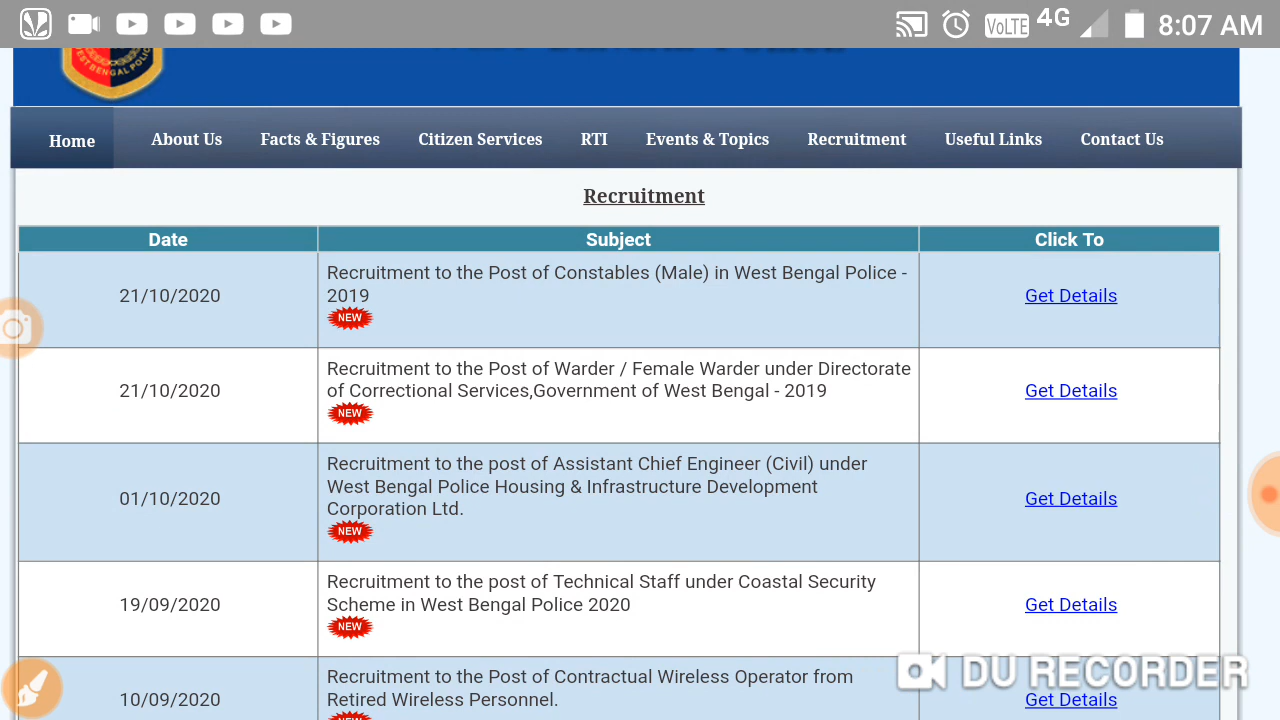 VoLTE 4G 8:07 AM
WEST BENGAL POLICE
Home About Us Facts & Figures Citizen Services RTI Events & Topics Recruitment Useful Links Contact Us
Recruitment
Date Subject Click To
Recruitment to the Post of Constables (Male) in West Bengal Police -
21/10/2020 2019 Get Details
NEW
Recruitment to the Post of Warder / Female Warder under Directorate
21/10/2020 of Correctional Services,Government of West Bengal - 2019 Get Details
NEW
Recruitment to the post of Assistant Chief Engineer (Civil) under
West Bengal Police Housing & Infrastructure Development
01/10/2020 Corporation Ltd. Get Details
NEW
Recruitment to the post of Technical Staff under Coastal Security
19/09/2020 Scheme in West Bengal Police 2020 Get Details
NEW
Recruitment to the Post of Contractual Wireless Operator from
10/09/2020 Retired Wireless Personnel. Get Details
DU RECORDER